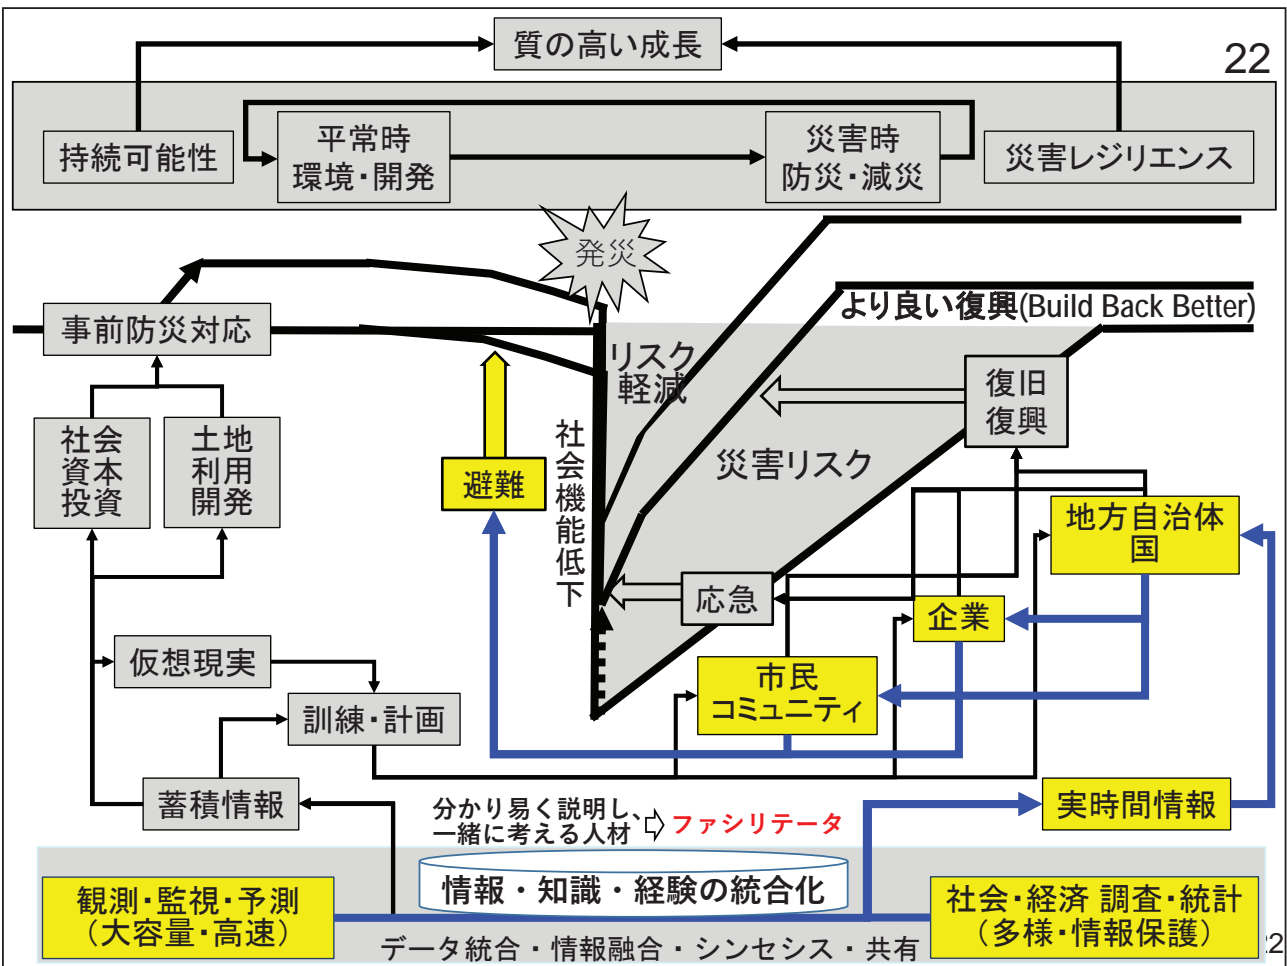 質の高い成長
22
持続可能性
平常時
環境・開発
災害時
防災・減災
災害レジリエンス
発災
事前防災対応
より良い復興(Build Back Better)
リスク
軽減
復旧
復興
社会
資本
投資
土地
利用
開発
避難
社会機能低下
災害リスク
地方自治体
国
応急
企業
仮想現実
市民
コミュニティ
訓練・計画
蓄積情報
分かり易く説明し、
一緒に考える人材
ファシリテータ
実時間情報
情報・知識・経験の統合化
観測・監視・予測
（大容量・高速）
社会・経済 調査・統計
（多様・情報保護）
データ統合・情報融合・シンセシス・共有
22